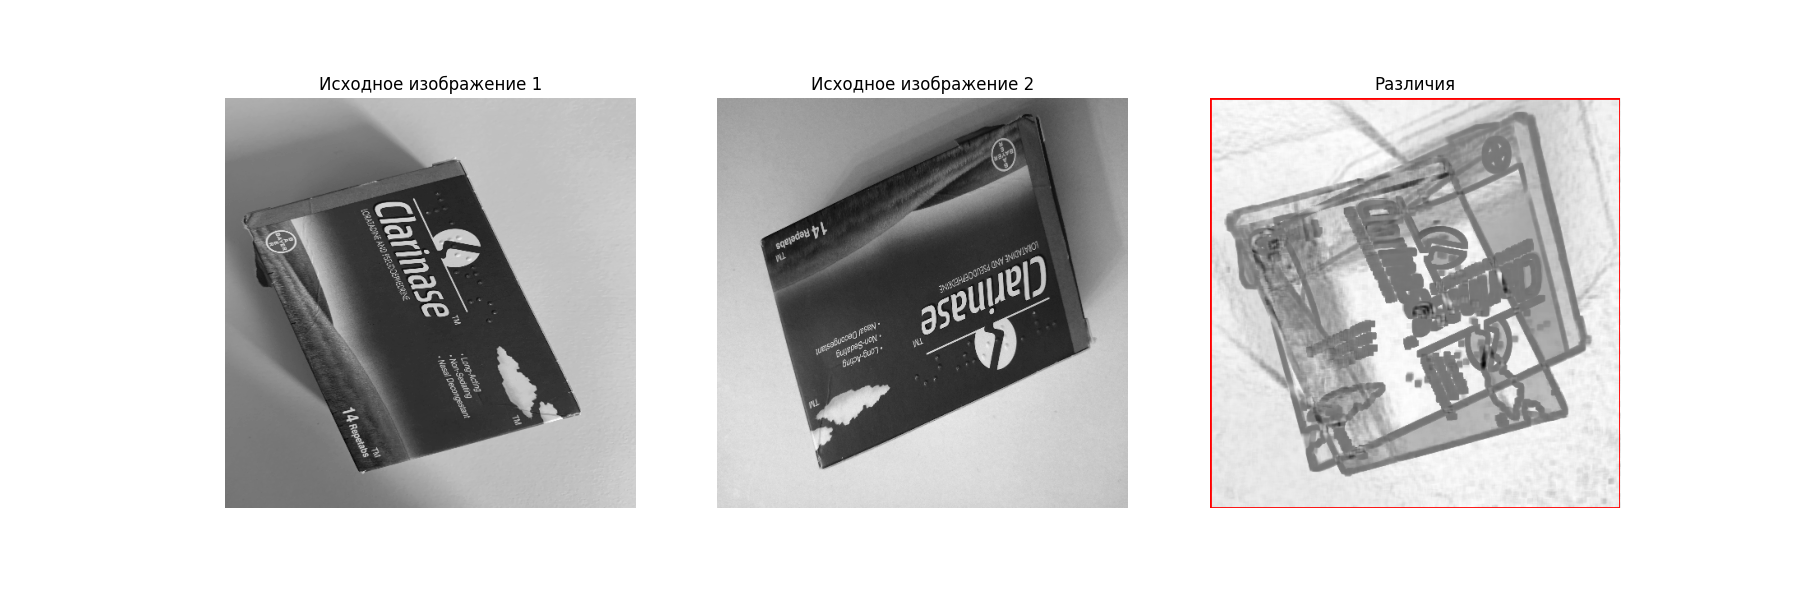 Исходное изображение 1
Исходное изображение 2
Различия
Clarinase
LORATADINE AND PSEUDOEPHEDRINE
TM
• Long-Acting
• Non-Sedating
• Nasal Decongestant
14 Repetabs
TM
TM
BAYER
BAYER
Clarinase
LORATADINE AND PSEUDOEPHEDRINE
TM
• Long-Acting
• Non-Sedating
• Nasal Decongestant
14 Repetabs
TM
TM
BAYER
BAYER